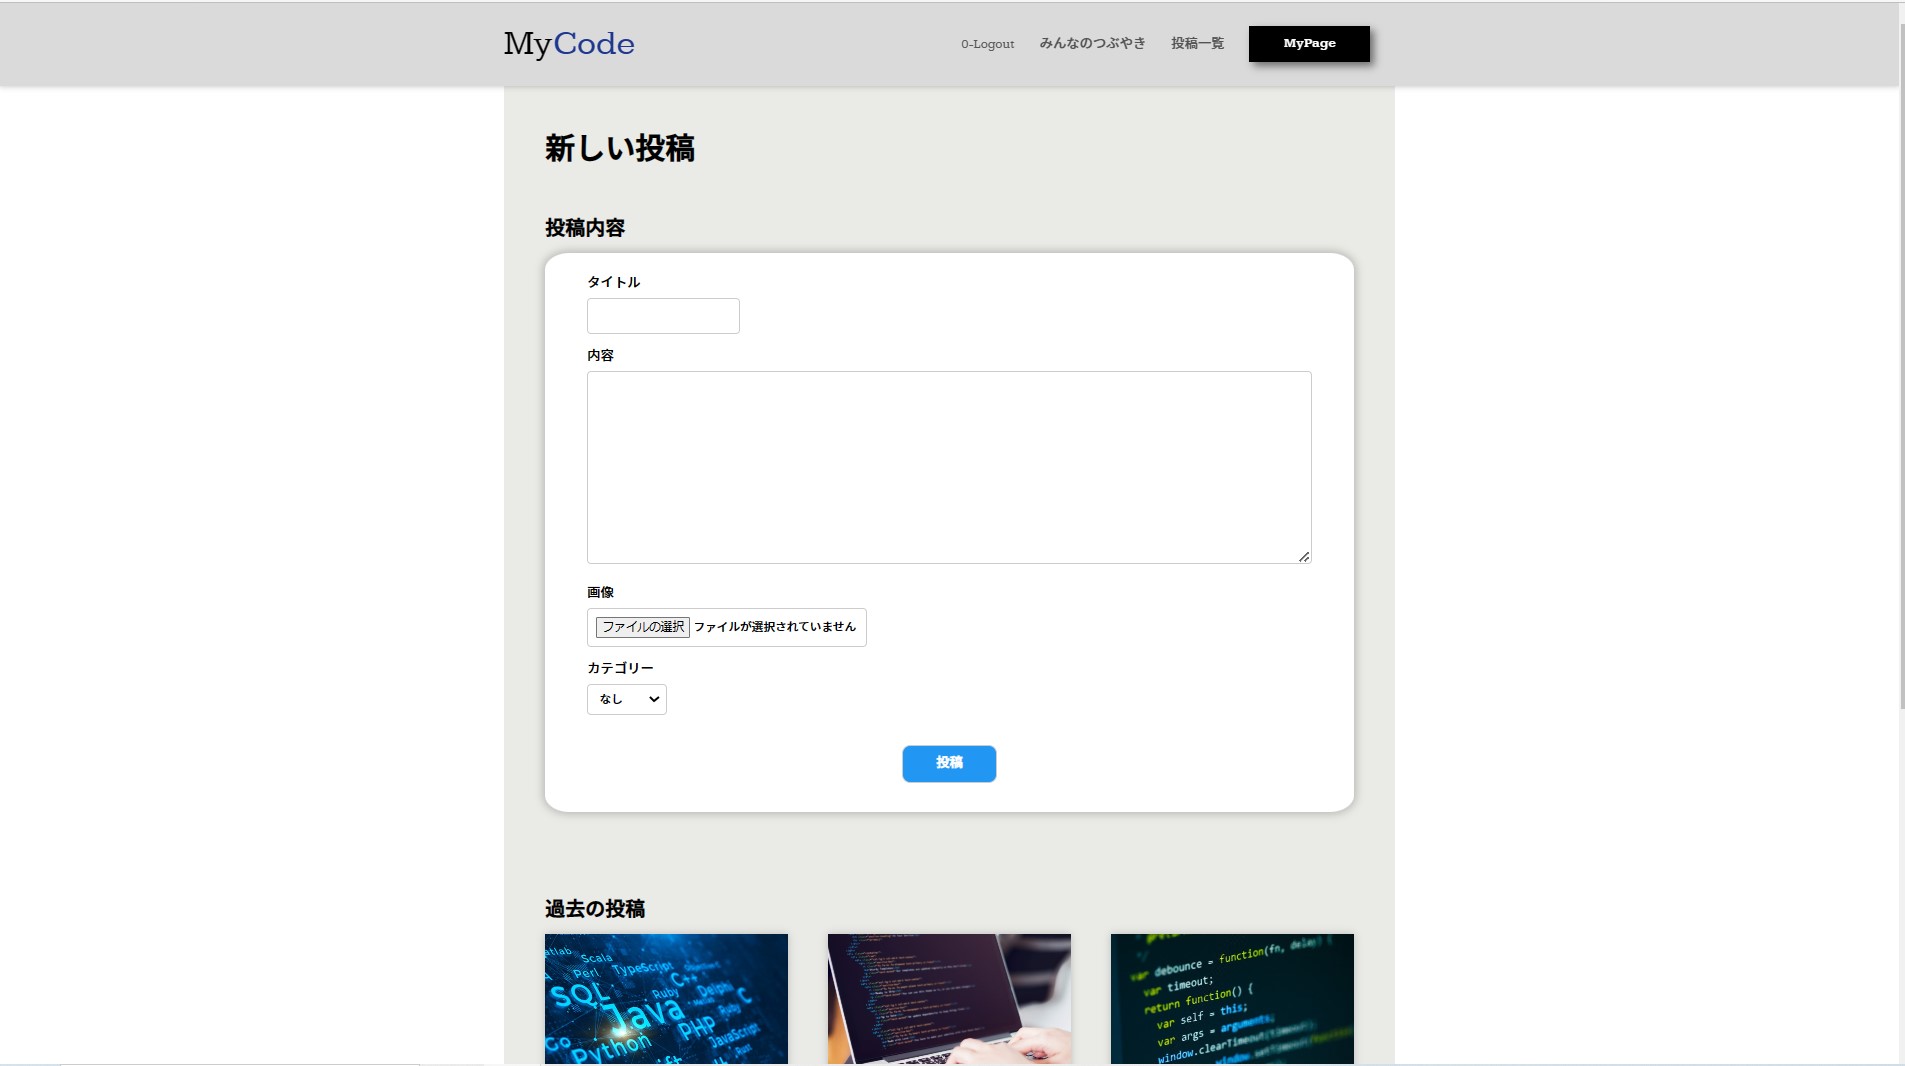 MyCode
0-Logout みんなのつぶやき 投稿一覧 MyPage
新しい投稿
投稿内容
タイトル
内容
画像
ファイルの選択 ファイルが選択されていません
カテゴリー
なし
投稿
過去の投稿
atlab
Scala
Perl
TypeScript
C++
SQL
Ruby
Delphi
C
Java
PHP
Ruby
Go
Python
JavaScript
Rust
var debounce = function(fn, delay) {
var timeout;
return function() {
var self = this;
var args = arguments;
window.clearTimeout(timeout);
window.setTimeout(function